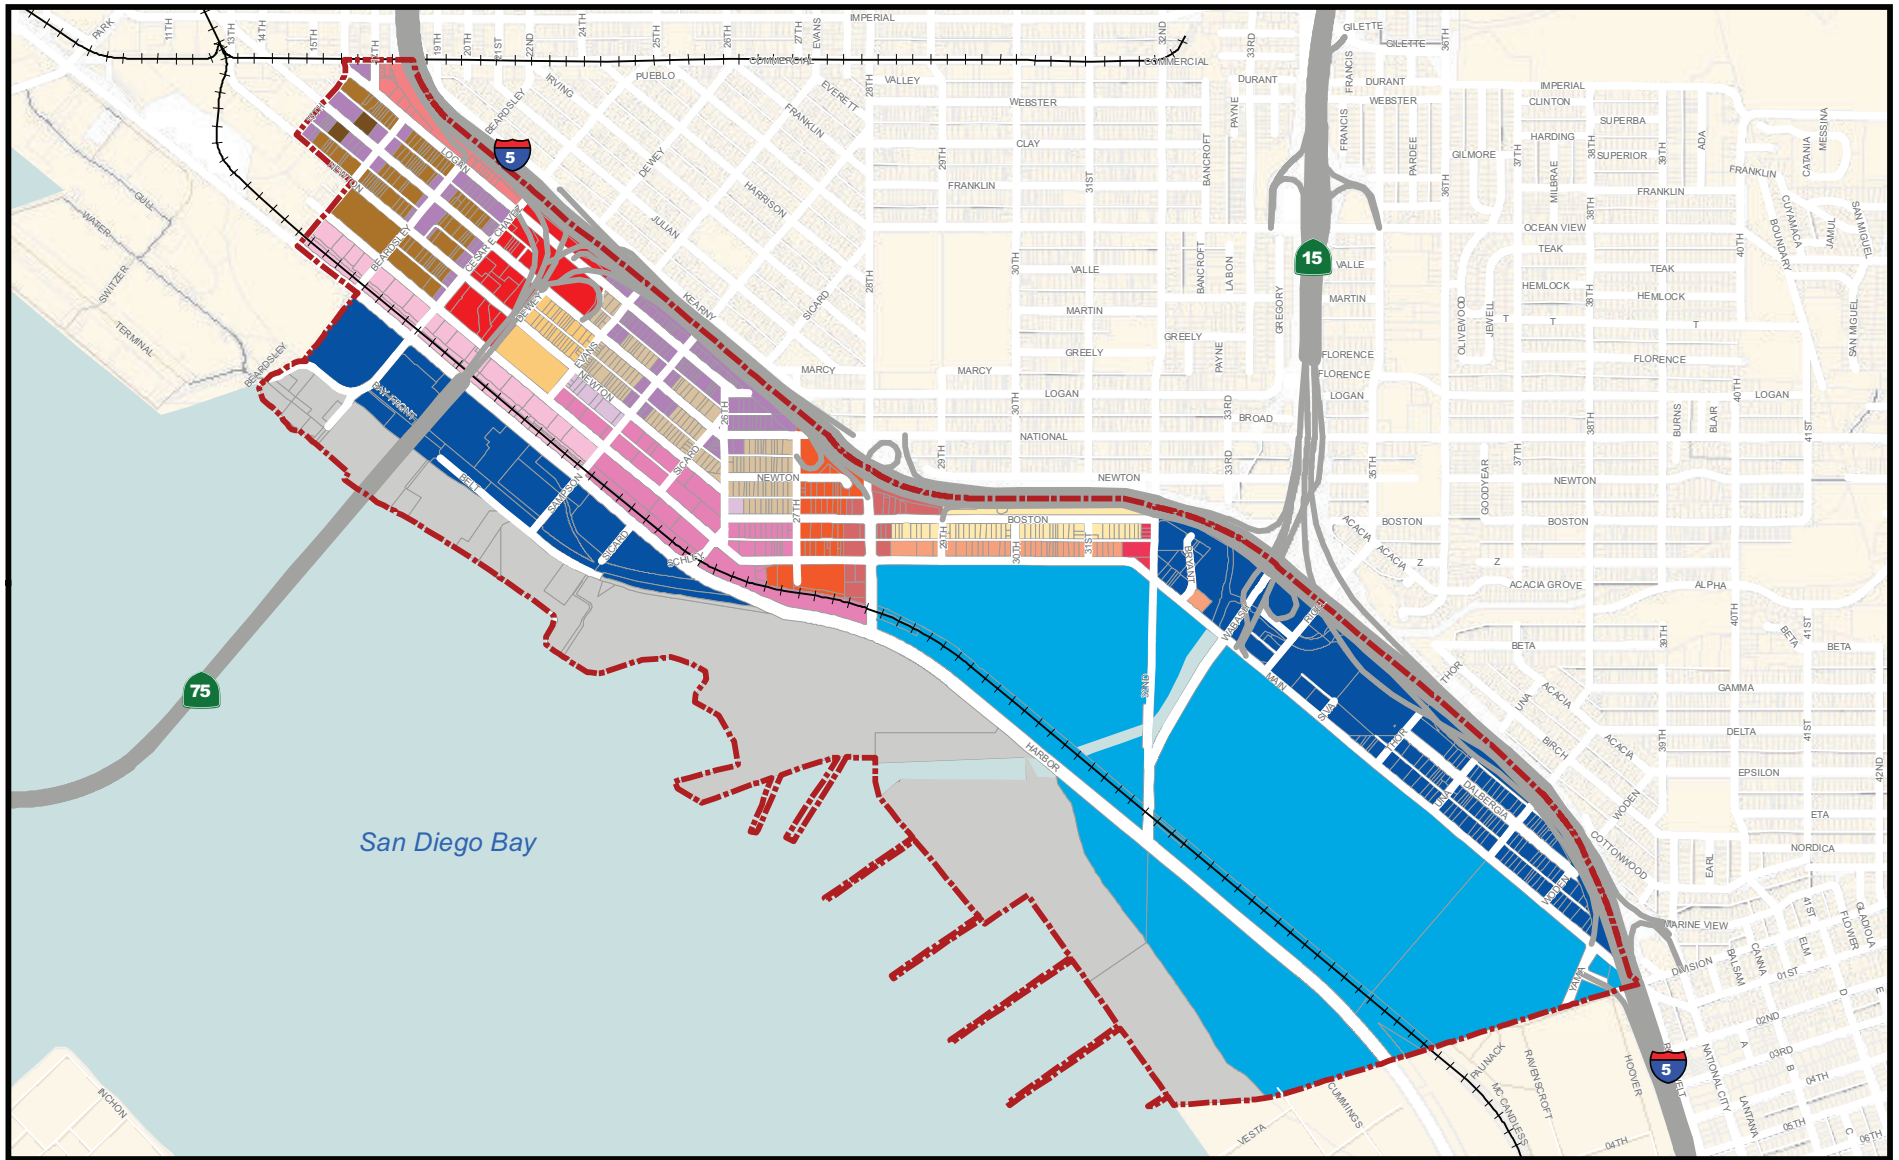 PARK
11TH
13TH
14TH
15TH
17TH
19TH
20TH
21ST
22ND
24TH
25TH
26TH
27TH
EVANS
IMPERIAL
32ND
33RD
GILETTE
GILETTE
36TH
COMMERCIAL
COMMERCIAL
PUEBLO
IRVING
VALLEY
28TH
EVERETT
BEARDSLEY
FRANKLIN
DURANT
FRANCIS
DURANT
IMPERIAL
WEBSTER
PAYNE
WEBSTER
CLINTON
SUPERBA
MESSINA
ADA
CLAY
FRANCIS
PARDEE
HARDING
GILMORE
37TH
38TH
SUPERIOR
39TH
CATANIA
LOGAN
5
DEWEY
29TH
BANCROFT
MILBRAE
FRANKLIN
NEWTON
HARRISON
FRANKLIN
31ST
36TH
FRANKLIN
CUYAMACA
SAN MIGUEL
GULL
WATER
JULIAN
38TH
OCEAN VIEW
BOUNDARY
JAMUL
CESAR E CHAVEZ
BEARDSLEY
TEAK
40TH
SWITZER
28TH
30TH
VALLE
BANCROFT
LABON
15
VALLE
TEAK
HEMLOCK
38TH
HEMLOCK
KEARNY
SICARD
GREGORY
MARTIN
MARTIN
OLIVEWOOD
JEWELL
T
T
T
SAN MIGUEL
DEWEY
TERMINAL
GREELY
GREELY
PAYNE
FLORENCE
FLORENCE
BEARDSLEY
EVANS
NEWTON
MARCY
MARCY
FLORENCE
LOGAN
LOGAN
40TH
LOGAN
BAY FRONT
26TH
30TH
33RD
BROAD
38TH
BURNS
BLAIR
41ST
NATIONAL
SICARD
29TH
33RD
35TH
37TH
GOODYEAR
NEWTON
NEWTON
NEWTON
BELT
SAMPSON
27TH
BOSTON
ACACIA
BOSTON
BOSTON
SICARD
SCHLEY
29TH
30TH
31ST
BRYANT
ACACIA
Z
Z
ACACIA GROVE
ALPHA
WABASH
RIGEL
40TH
41ST
39TH
BETA
BETA
BETA
MAIN
THOR
75
32ND
SIVA
UNA
ACACIA
GAMMA
THOR
BIRCH
ACACIA
39TH
DELTA
41ST
HARBOR
EPSILON
42ND
UNA
DALBERGIA
WODEN
ETA
San Diego Bay
COTTONWOOD
EARL
NORDICA
WODEN
41ST
FLOWER
GLADIOLA
MARINE VIEW
ELM
CANNA
BALSAM
DIVISION
01ST
YAMA
D
E
02ND
A
PAUNACK
RAVENSCROFT
HOOVER
5
NATIONAL CITY
03RD
B
04TH
INCHON
CUMMINGS
MC CANDLESS
LANTANA
VESTA
04TH
05TH
C
06TH